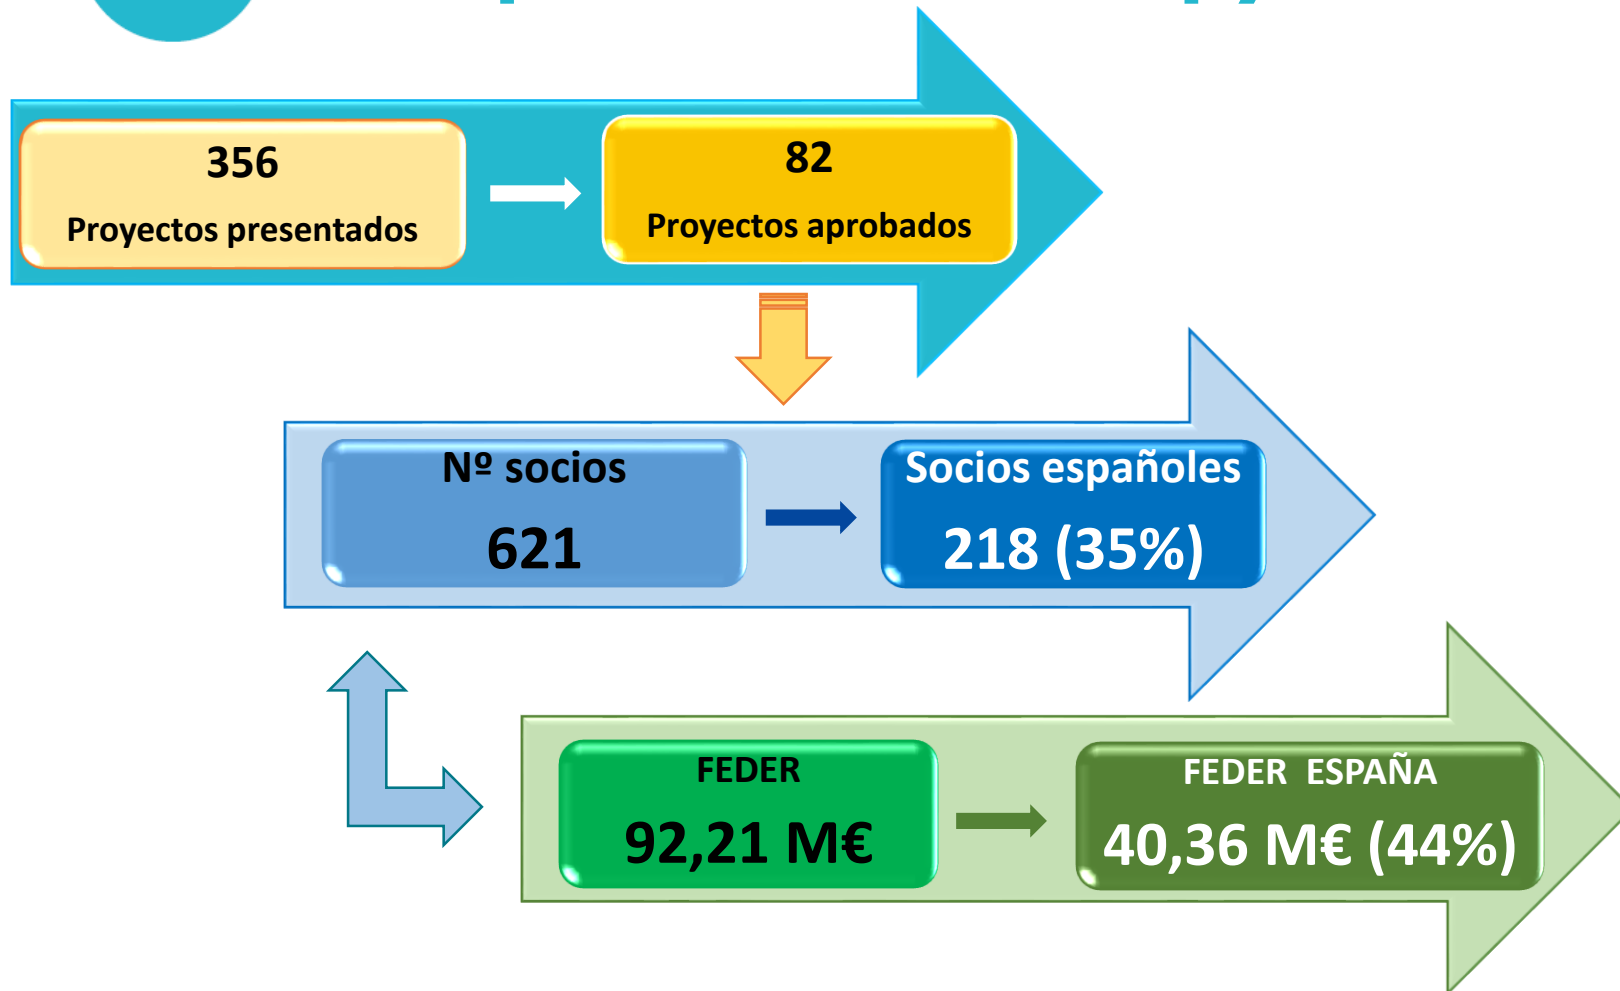 356
Proyectos presentados
82
Proyectos aprobados
Nº socios
621
Socios españoles
218 (35%)
FEDER
92,21 M€
FEDER ESPAÑA
40,36 M€ (44%)